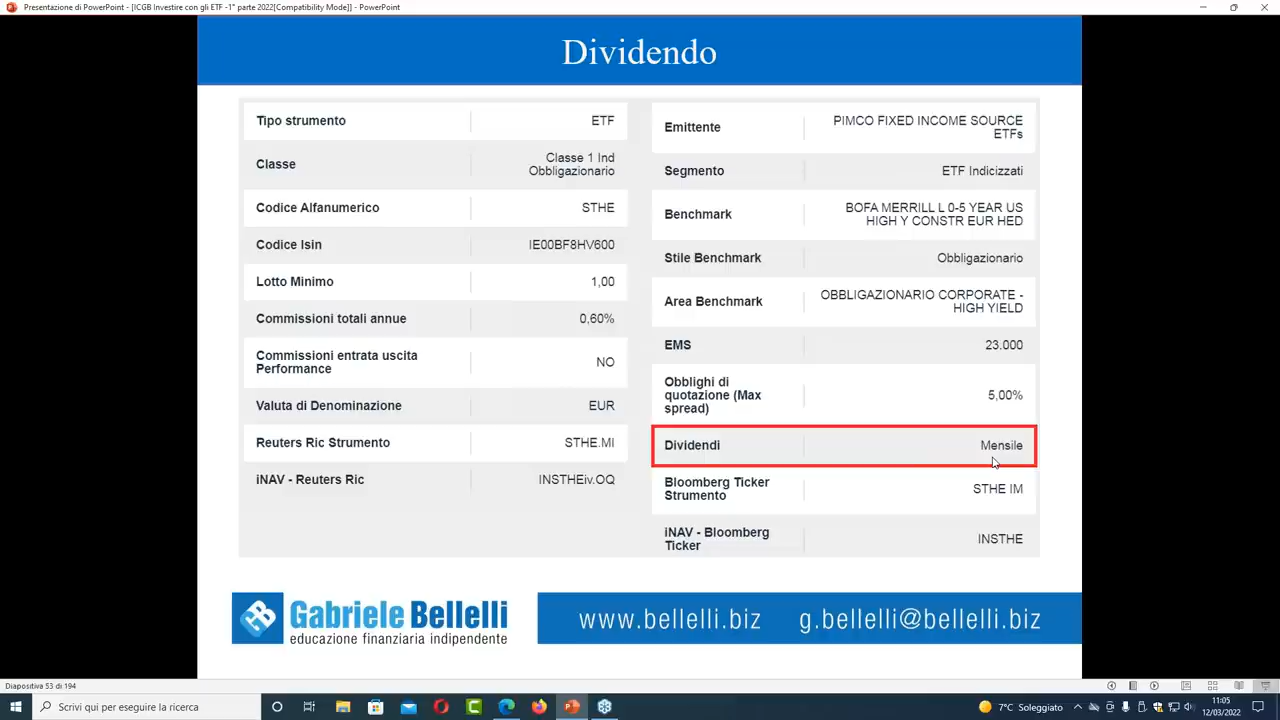 Presentazione di PowerPoint - [ICGB Investire con gli ETF -1° parte 2022[Compatibility Mode]] - PowerPoint
Dividendo
Tipo strumento ETF
Classe Classe 1 Ind
Obbligazionario
Codice Alfanumerico STHE
Codice Isin IE00BF8HV600
Lotto Minimo 1,00
Commissioni totali annue 0,60%
Commissioni entrata uscita
Performance NO
Valuta di Denominazione EUR
Reuters Ric Strumento STHE.MI
iNAV - Reuters Ric INSTHEiv.OQ
Emittente PIMCO FIXED INCOME SOURCE
ETFs
Segmento ETF Indicizzati
Benchmark BOFA MERRILL L 0-5 YEAR US
HIGH Y CONSTR EUR HED
Stile Benchmark Obbligazionario
Area Benchmark OBBLIGAZIONARIO CORPORATE -
HIGH YIELD
EMS 23.000
Obblighi di
quotazione (Max 5,00%
spread)
Dividendi Mensile
Bloomberg Ticker
Strumento STHE IM
iNAV - Bloomberg
Ticker INSTHE
Gabriele Bellelli
educazione finanziaria indipendente
www.bellelli.biz g.bellelli@bellelli.biz
Diapositiva 53 di 194
Scrivi qui per eseguire la ricerca
7°C Soleggiato
11:05
12/03/2022